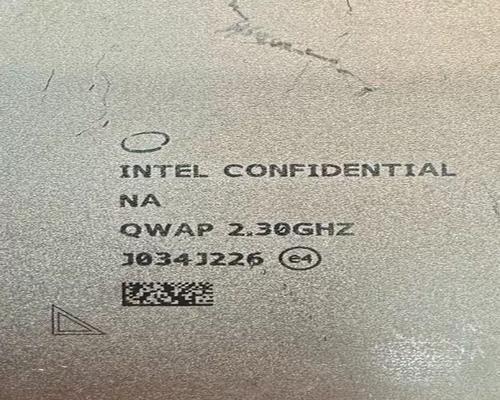 INTEL CONFIDENTIAL
NA
QWAP 2.30GHZ
J034J226 e4